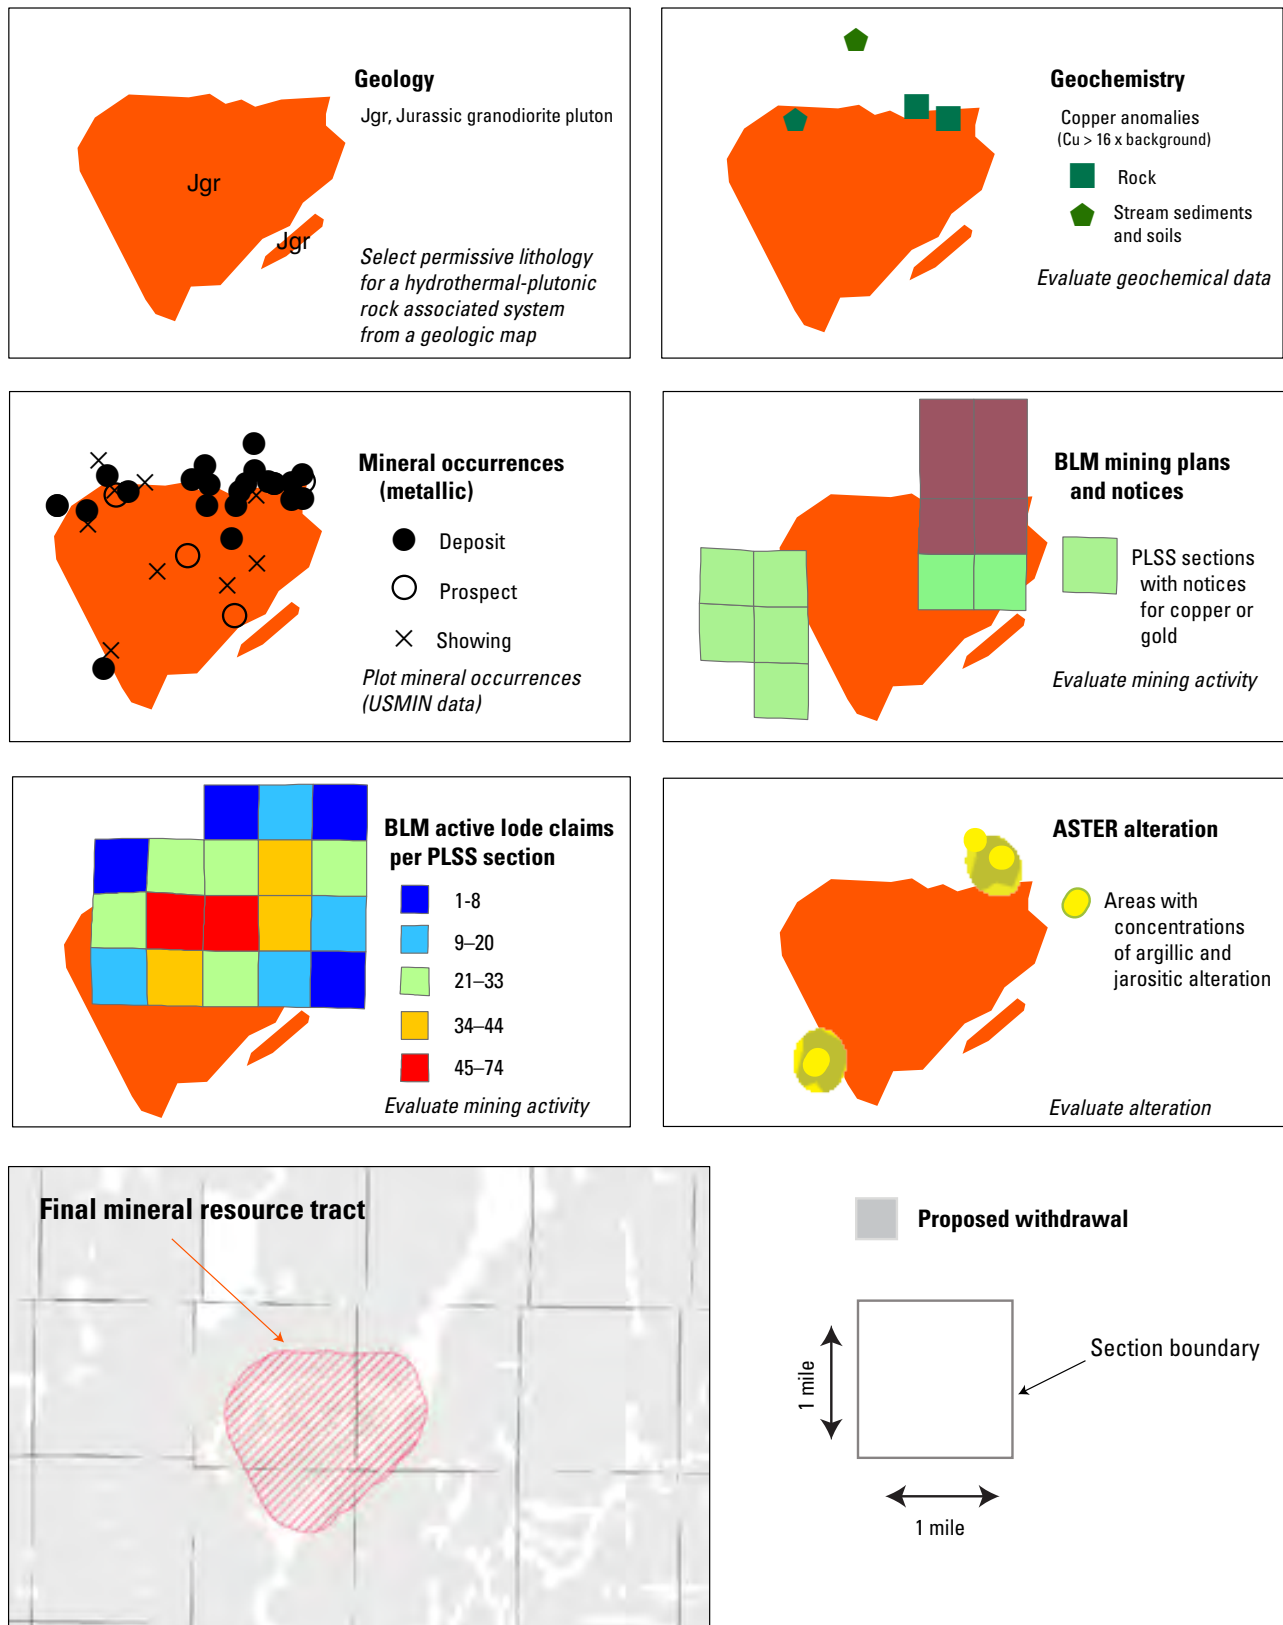 Geology
Jgr, Jurassic granodiorite pluton
Jgr
Jgr
Select permissive lithology
for a hydrothermal-plutonic
rock associated system
from a geologic map
Geochemistry
Copper anomalies
(Cu > 16 x background)
Rock
Stream sediments
and soils
Evaluate geochemical data
Mineral occurrences
(metallic)
Deposit
Prospect
Showing
Plot mineral occurrences
(USMIN data)
BLM mining plans
and notices
PLSS sections
with notices
for copper or
gold
Evaluate mining activity
BLM active lode claims
per PLSS section
1-8
9–20
21–33
34–44
45–74
Evaluate mining activity
ASTER alteration
Areas with
concentrations
of argillic and
jarositic alteration
Evaluate alteration
Final mineral resource tract
Proposed withdrawal
Section boundary
1 mile
1 mile